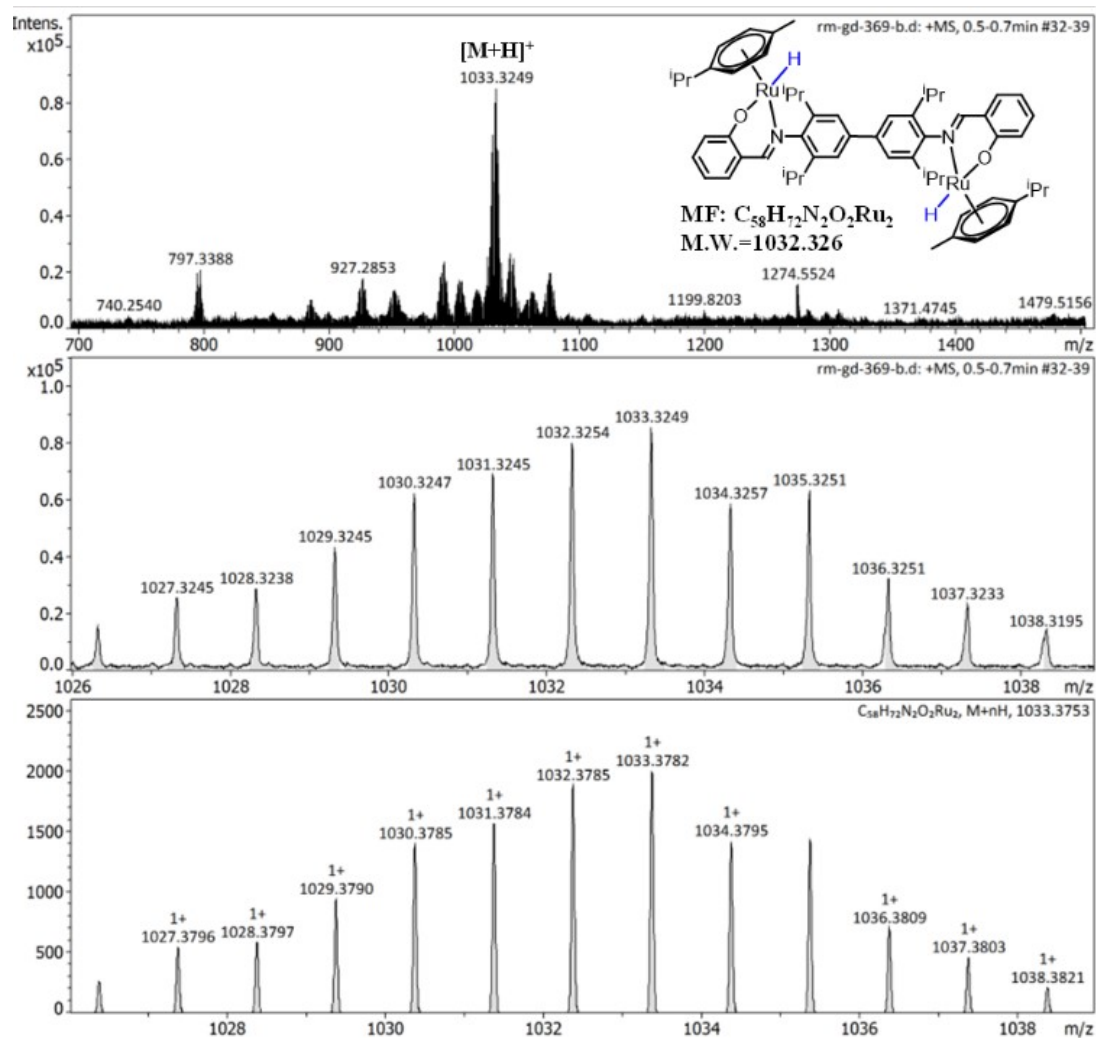 Intens.
x10⁵
rm-gd-369-b.d: +MS, 0.5-0.7min #32-39
[M+H]⁺
1033.3249
0.8
0.6
0.4
0.2
0.0
797.3388
740.2540
927.2853
1199.8203
1274.5524
1371.4745
1479.5156
ⁱPr
H
Ru
ⁱPr
ⁱPr
O
N
N
O
ⁱPr
ⁱPr
Ru
H
ⁱPr
MF: C₅₈H₇₂N₂O₂Ru₂
M.W.=1032.326
700 800 900 1000 1100 1200 1300 1400 m/z
x10⁵
rm-gd-369-b.d: +MS, 0.5-0.7min #32-39
1.0
0.8
0.6
0.4
0.2
0.0
1027.3245
1028.3238
1029.3245
1030.3247
1031.3245
1032.3254
1033.3249
1034.3257
1035.3251
1036.3251
1037.3233
1038.3195
1026 1028 1030 1032 1034 1036 1038 m/z
C₅₈H₇₂N₂O₂Ru₂, M+nH, 1033.3753
2500
2000
1500
1000
500
0
1+
1027.3796
1+
1028.3797
1+
1029.3790
1+
1030.3785
1+
1031.3784
1+
1032.3785
1+
1033.3782
1+
1034.3795
1+
1036.3809
1+
1037.3803
1+
1038.3821
1028 1030 1032 1034 1036 1038 m/z